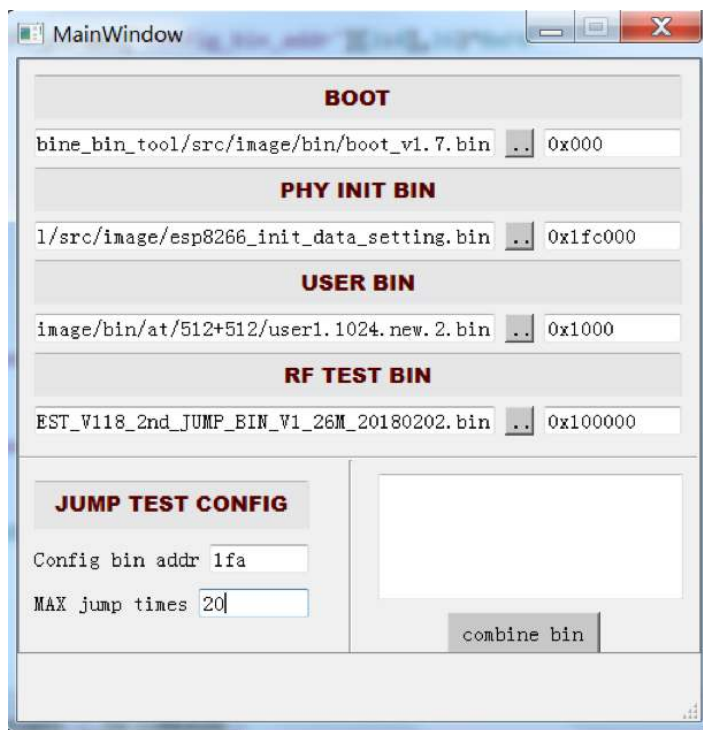 MainWindow
BOOT
bine_bin_tool/src/image/bin/boot_v1.7.bin .. 0x000
PHY INIT BIN
l/src/image/esp8266_init_data_setting.bin .. 0x1fc000
USER BIN
image/bin/at/512+512/user1.1024.new.2.bin .. 0x1000
RF TEST BIN
EST_V118_2nd_JUMP_BIN_V1_26M_20180202.bin .. 0x100000
JUMP TEST CONFIG
Config bin addr 1fa
MAX jump times 20
combine bin